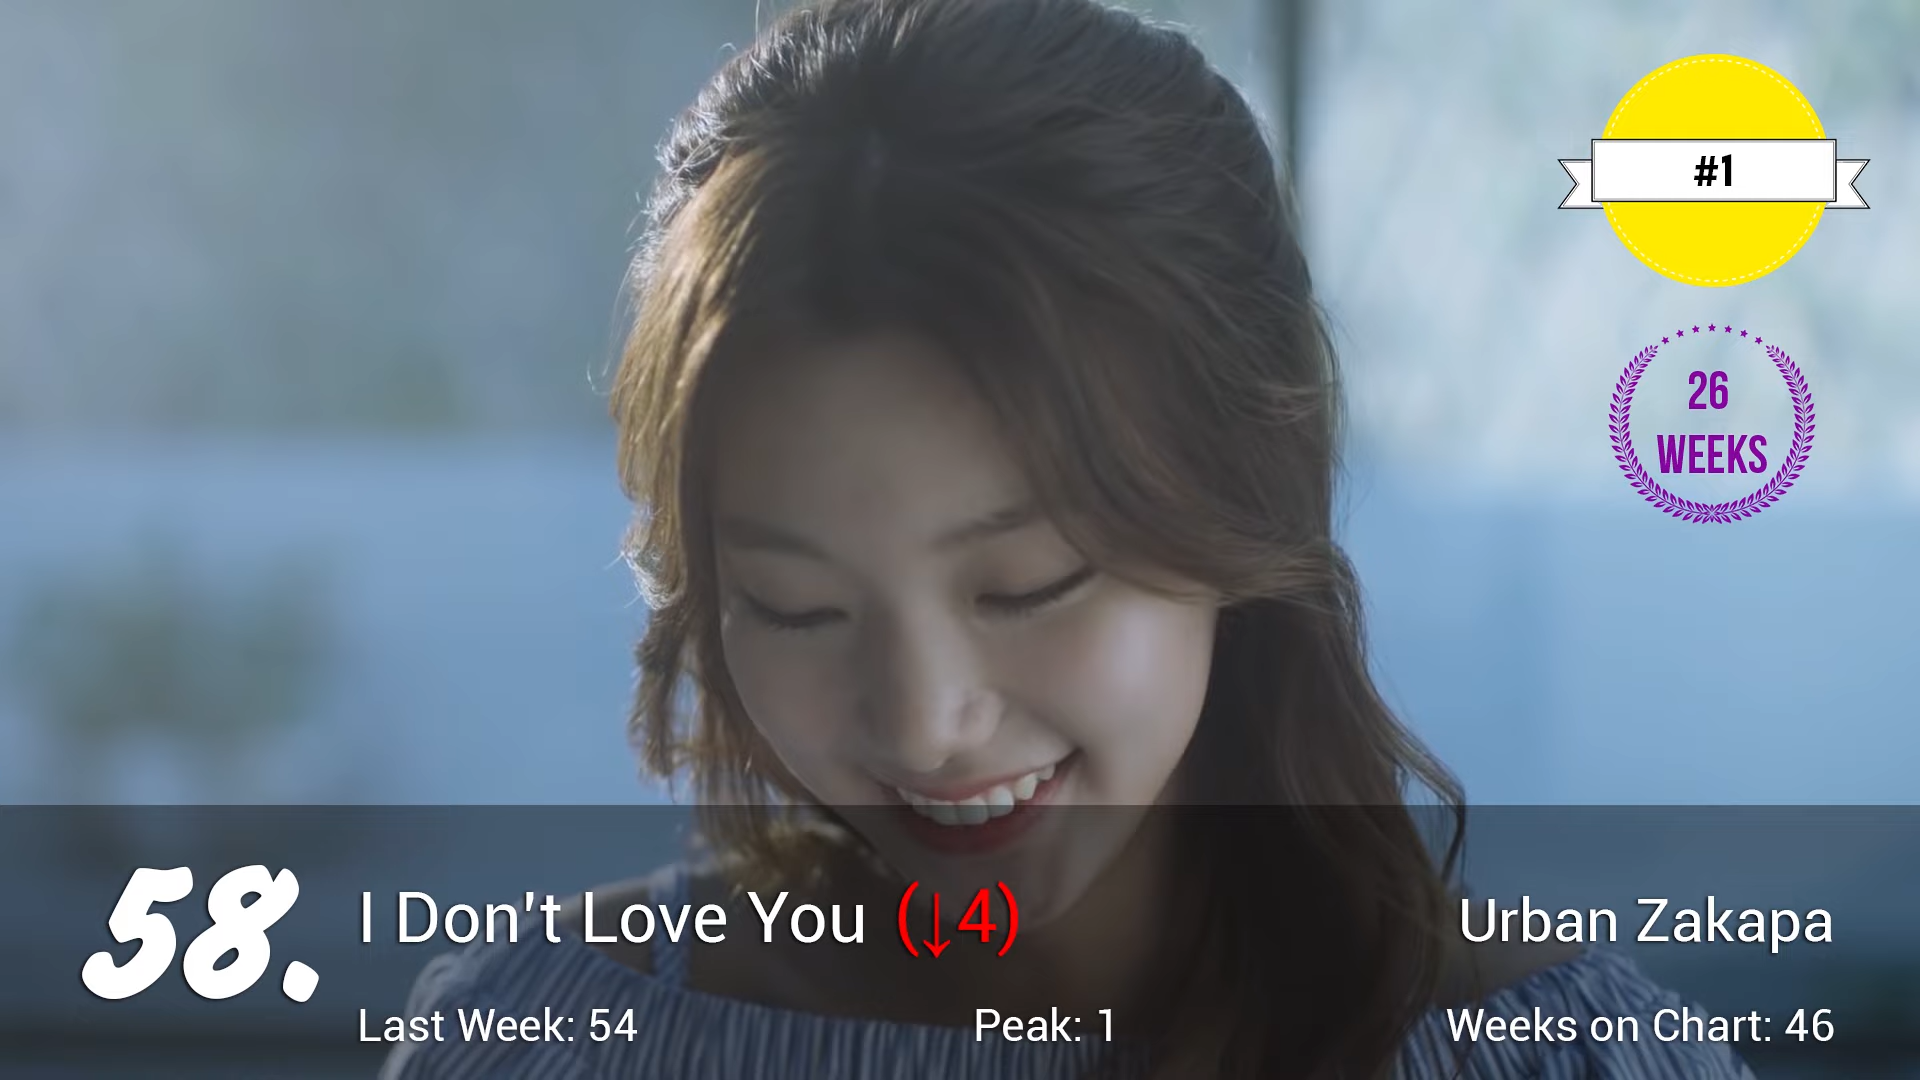 #1
26
WEEKS
58. I Don't Love You (↓4) Urban Zakapa
Last Week: 54 Peak: 1 Weeks on Chart: 46